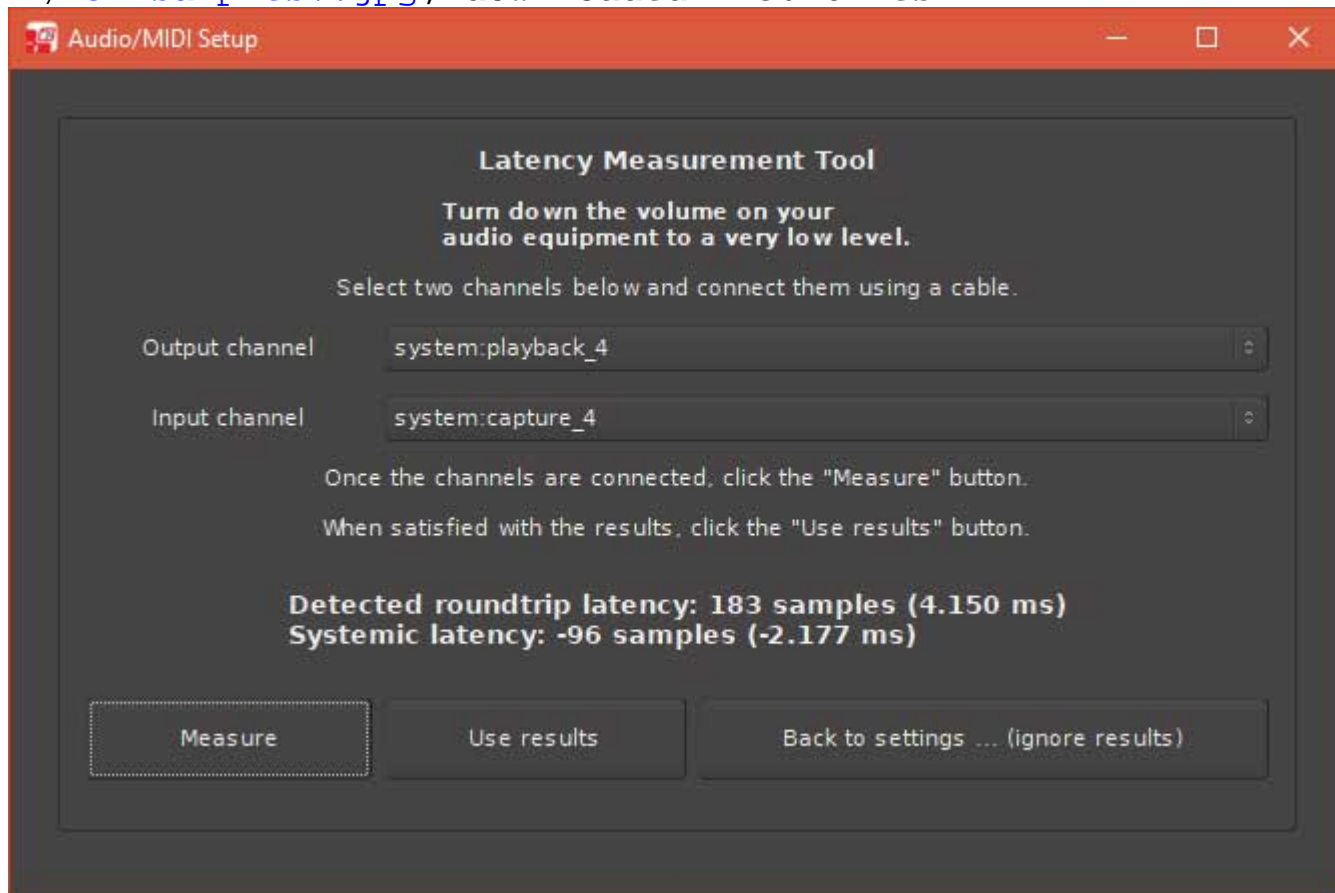 Audio/MIDI Setup
Latency Measurement Tool
Turn down the volume on your
audio equipment to a very low level.
Select two channels below and connect them using a cable.
Output channel system:playback_4
Input channel system:capture_4
Once the channels are connected, click the "Measure" button.
When satisfied with the results, click the "Use results" button.
Detected roundtrip latency: 183 samples (4.150 ms)
Systemic latency: -96 samples (-2.177 ms)
Measure Use results Back to settings ... (ignore results)